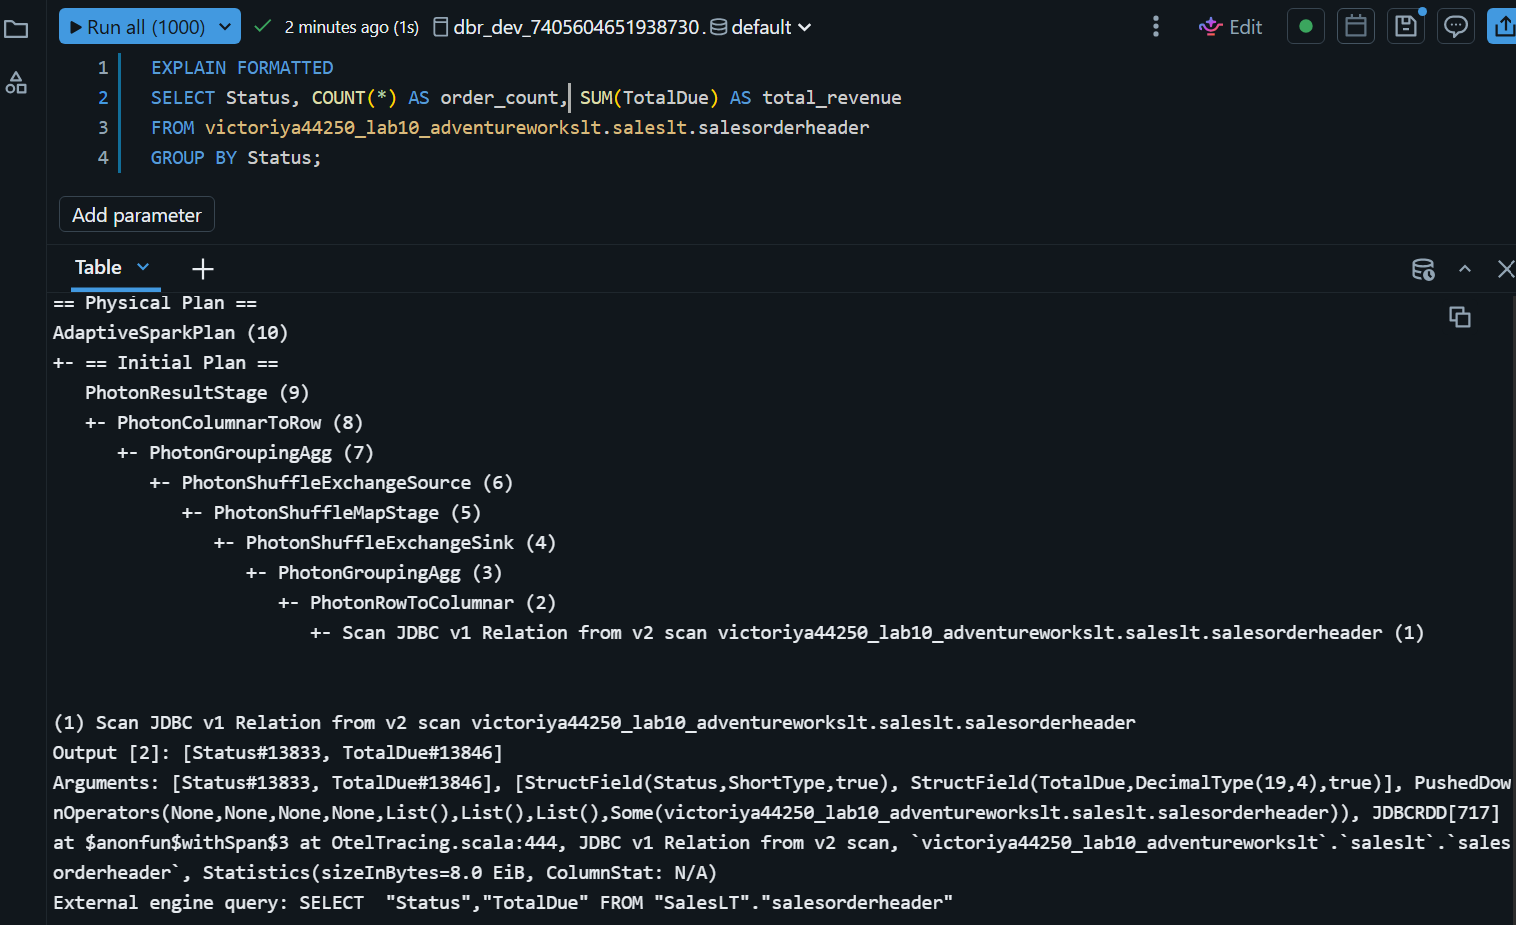 Run all (1000) 2 minutes ago (1s) dbr_dev_7405604651938730. default Edit
1 EXPLAIN FORMATTED
2 SELECT Status, COUNT(*) AS order_count, SUM(TotalDue) AS total_revenue
3 FROM victoriya44250_lab10_adventureworkslt.saleslt.salesorderheader
4 GROUP BY Status;
Add parameter
Table +
== Physical Plan ==
AdaptiveSparkPlan (10)
+- == Initial Plan ==
   PhotonResultStage (9)
   +- PhotonColumnarToRow (8)
      +- PhotonGroupingAgg (7)
         +- PhotonShuffleExchangeSource (6)
            +- PhotonShuffleMapStage (5)
               +- PhotonShuffleExchangeSink (4)
                  +- PhotonGroupingAgg (3)
                     +- PhotonRowToColumnar (2)
                        +- Scan JDBC v1 Relation from v2 scan victoriya44250_lab10_adventureworkslt.saleslt.salesorderheader (1)
(1) Scan JDBC v1 Relation from v2 scan victoriya44250_lab10_adventureworkslt.saleslt.salesorderheader
Output [2]: [Status#13833, TotalDue#13846]
Arguments: [Status#13833, TotalDue#13846], [StructField(Status,ShortType,true), StructField(TotalDue,DecimalType(19,4),true)], PushedDow
nOperators(None,None,None,None,List(),List(),List(),Some(victoriya44250_lab10_adventureworkslt.saleslt.salesorderheader)), JDBCRDD[717]
at $anonfun$withSpan$3 at OtelTracing.scala:444, JDBC v1 Relation from v2 scan, `victoriya44250_lab10_adventureworkslt`.`saleslt`.`sales
orderheader`, Statistics(sizeInBytes=8.0 EiB, ColumnStat: N/A)
External engine query: SELECT  "Status","TotalDue" FROM "SalesLT"."salesorderheader"